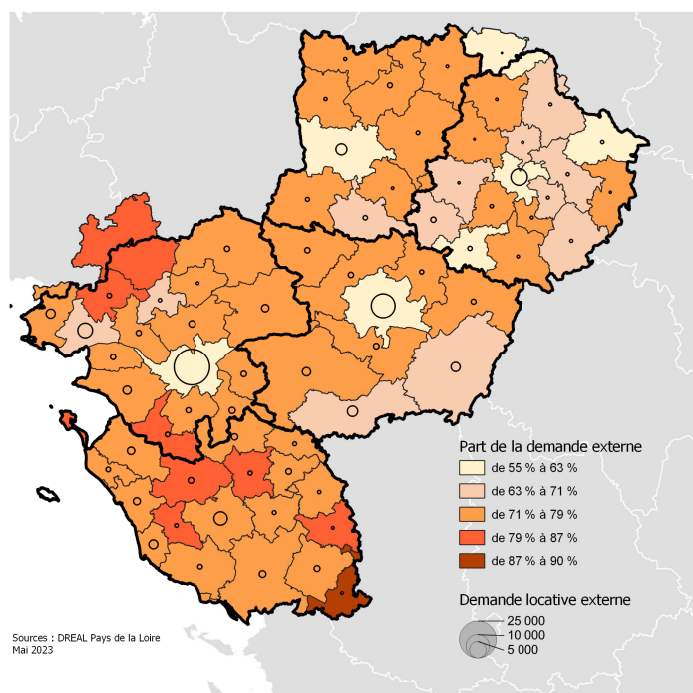 Part de la demande externe
de 55 % à 63 %
de 63 % à 71 %
de 71 % à 79 %
de 79 % à 87 %
de 87 % à 90 %
Demande locative externe
25 000
10 000
5 000
Sources : DREAL Pays de la Loire
Mai 2023